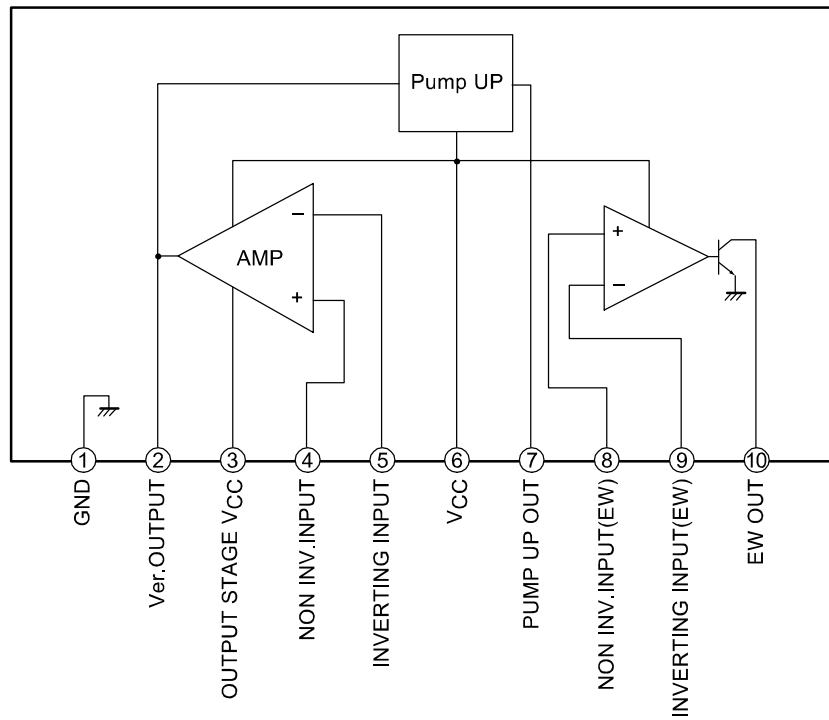 Pump UP
−
AMP
+
+
−
1
2
3
4
5
6
7
8
9
10
GND
Ver.OUTPUT
OUTPUT STAGE VCC
NON INV.INPUT
INVERTING INPUT
VCC
PUMP UP OUT
NON INV.INPUT(EW)
INVERTING INPUT(EW)
EW OUT